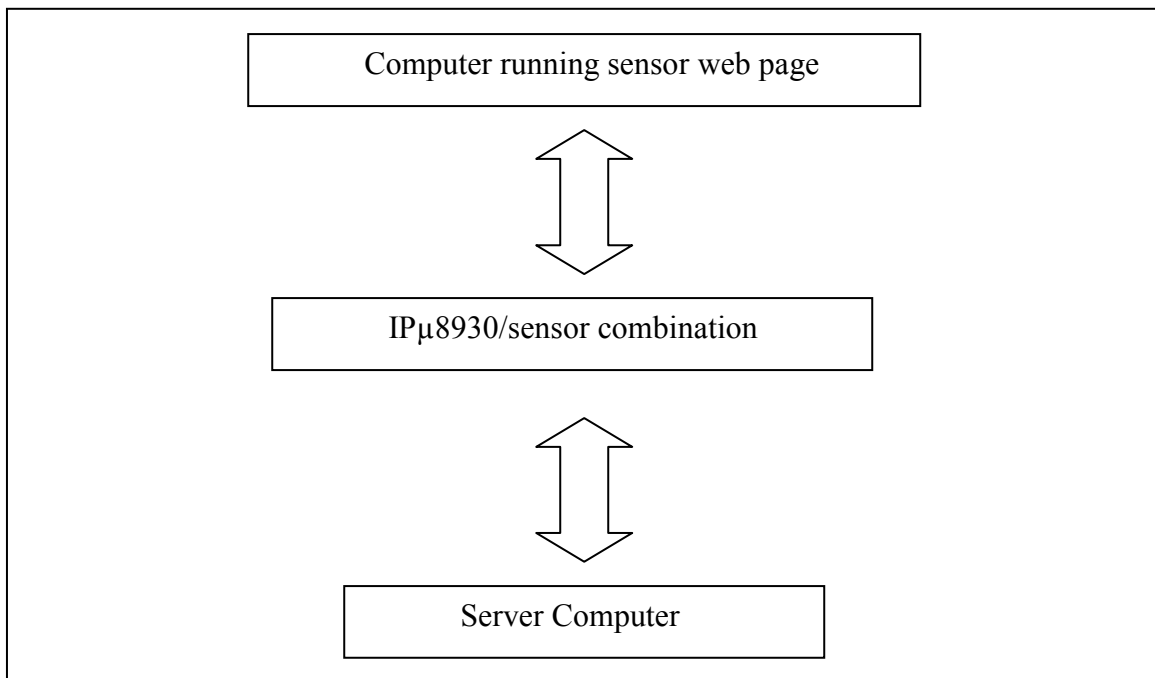 Computer running sensor web page
IPµ8930/sensor combination
Server Computer